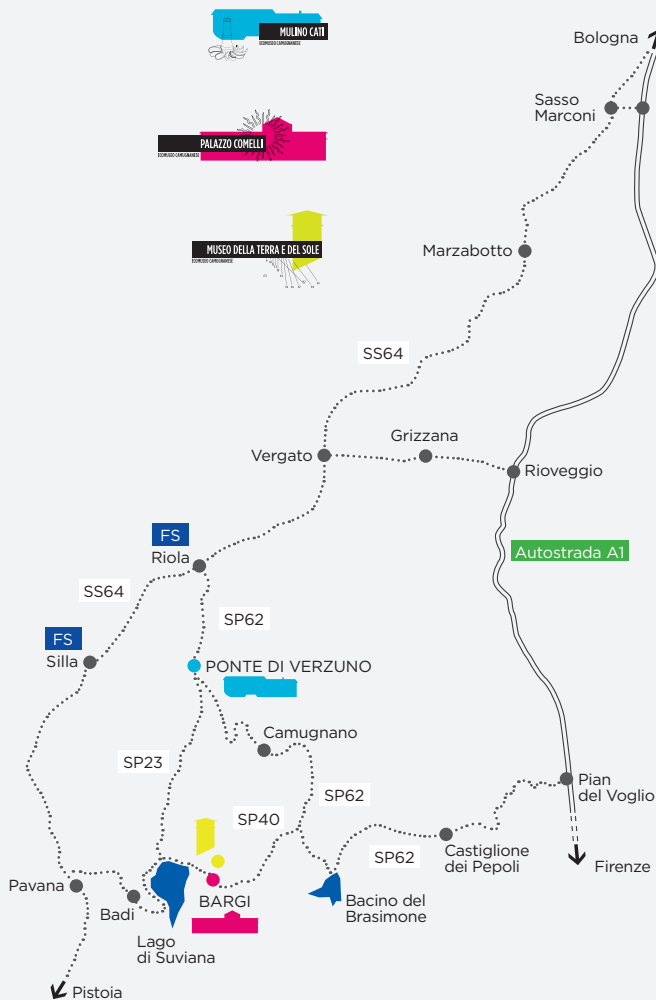 MULINO CATI
ECOMUSEO CAMUGNANESE
Bologna
Sasso
Marconi
PALAZZO COMELLI
ECOMUSEO CAMUGNANESE
MUSEO DELLA TERRA E DEL SOLE
ECOMUSEO CAMUGNANESE
Marzabotto
SS64
Vergato
Grizzana
Rioveggio
FS
Riola
Autostrada A1
SS64
SP62
FS
Silla
PONTE DI VERZUNO
Camugnano
SP23
SP62
Pian
del Voglio
SP40
SP62
Castiglione
dei Pepoli
Firenze
Pavana
Badi
BARGI
Bacino del
Brasimone
Lago
di Suviana
Pistoia